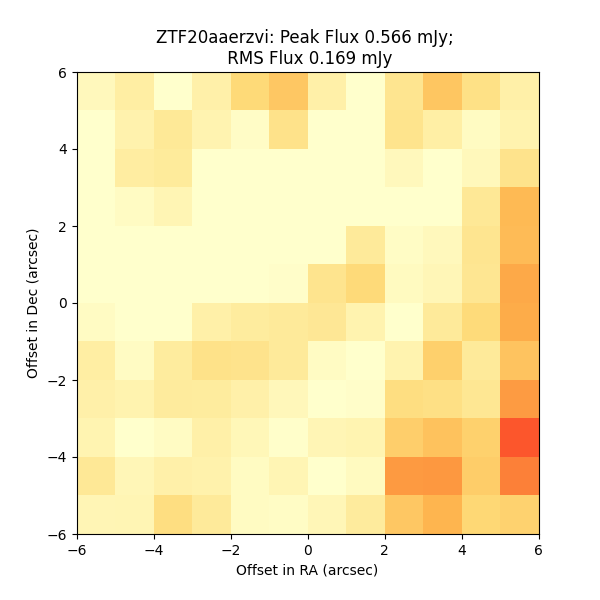 ZTF20aaerzvi: Peak Flux 0.566 mJy;
RMS Flux 0.169 mJy
6
4
2
0
−2
−4
−6
Offset in Dec (arcsec)
−6 −4 −2 0 2 4 6
Offset in RA (arcsec)